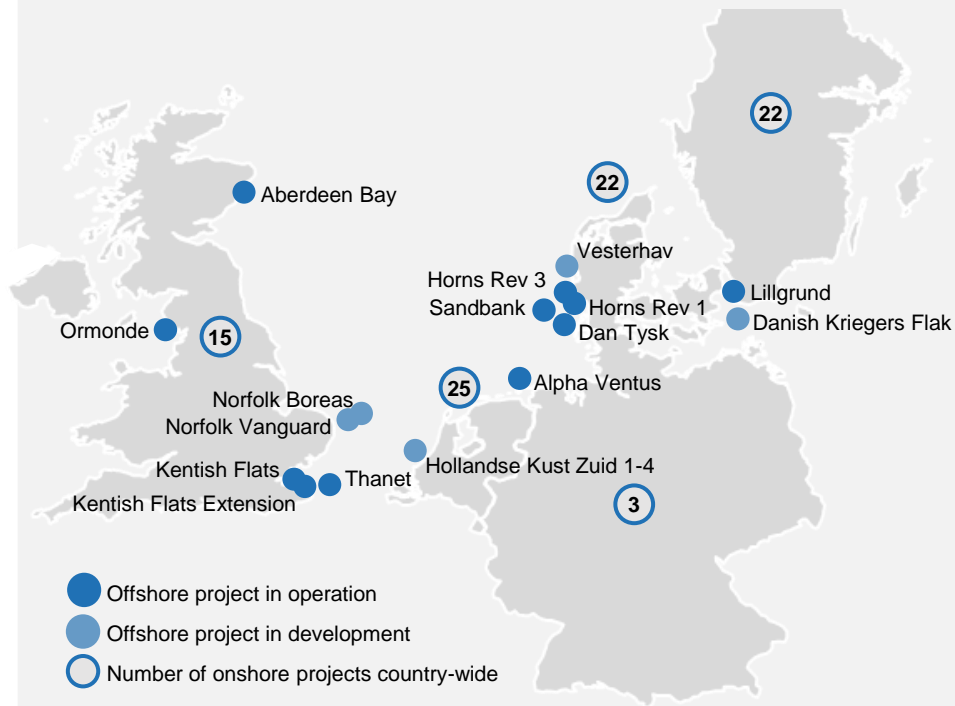 22
22
Aberdeen Bay
Vesterhav
Horns Rev 3
Sandbank
Horns Rev 1
Dan Tysk
Lillgrund
Danish Kriegers Flak
Ormonde
15
25
Alpha Ventus
Norfolk Boreas
Norfolk Vanguard
Kentish Flats
Kentish Flats Extension
Thanet
Hollandse Kust Zuid 1-4
3
Offshore project in operation
Offshore project in development
Number of onshore projects country-wide